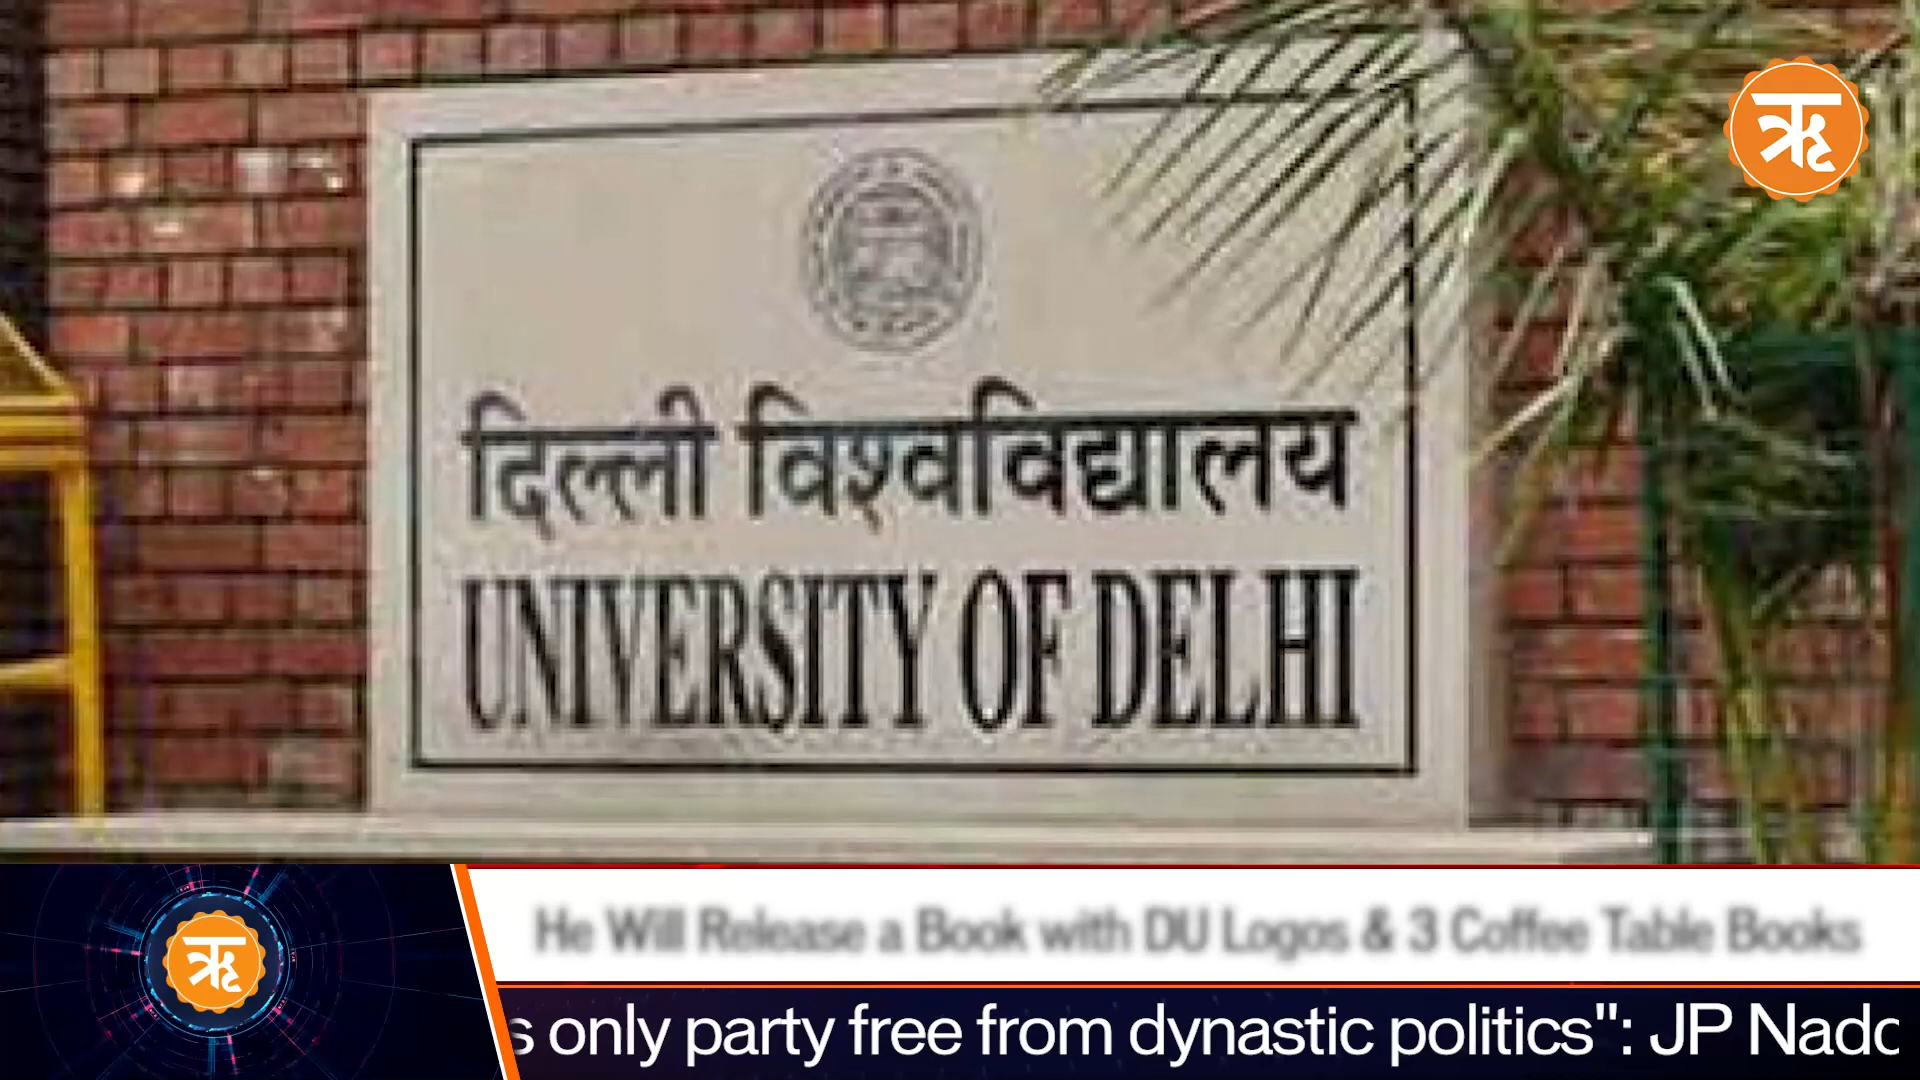 ऋ
दिल्ली विश्वविद्यालय
UNIVERSITY OF DELHI
He Will Release a Book with DU Logos & 3 Coffee Table Books
ऋ
s only party free from dynastic politics": JP Nadd